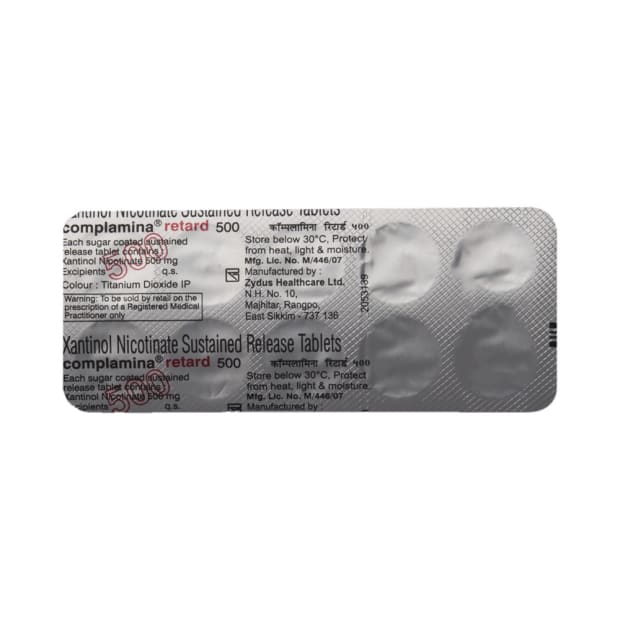 Xantinol Nicotinate Sustained Release Tablets
complamina® retard 500
Each sugar coated sustained
release tablet contains :
Xantinol Nicotinate 500 mg
Excipients q.s.
Colour : Titanium Dioxide IP
Warning: To be sold by retail on the
prescription of a Registered Medical
Practitioner only
500
कॉम्पलामिना रिटार्ड ५००
Store below 30°C, Protect
from heat, light & moisture.
Mfg. Lic. No. M/446/07
Manufactured by :
Zydus Healthcare Ltd.
N.H. No. 10,
Majhitar, Rangpo,
East Sikkim - 737 136
2053139
Xantinol Nicotinate Sustained Release Tablets
complamina® retard 500
Each sugar coated sustained
release tablet contains :
Xantinol Nicotinate 500 mg
Excipients q.s.
500
कॉम्पलामिना रिटार्ड ५००
Store below 30°C, Protect
from heat, light & moisture.
Mfg. Lic. No. M/446/07
Manufactured by :